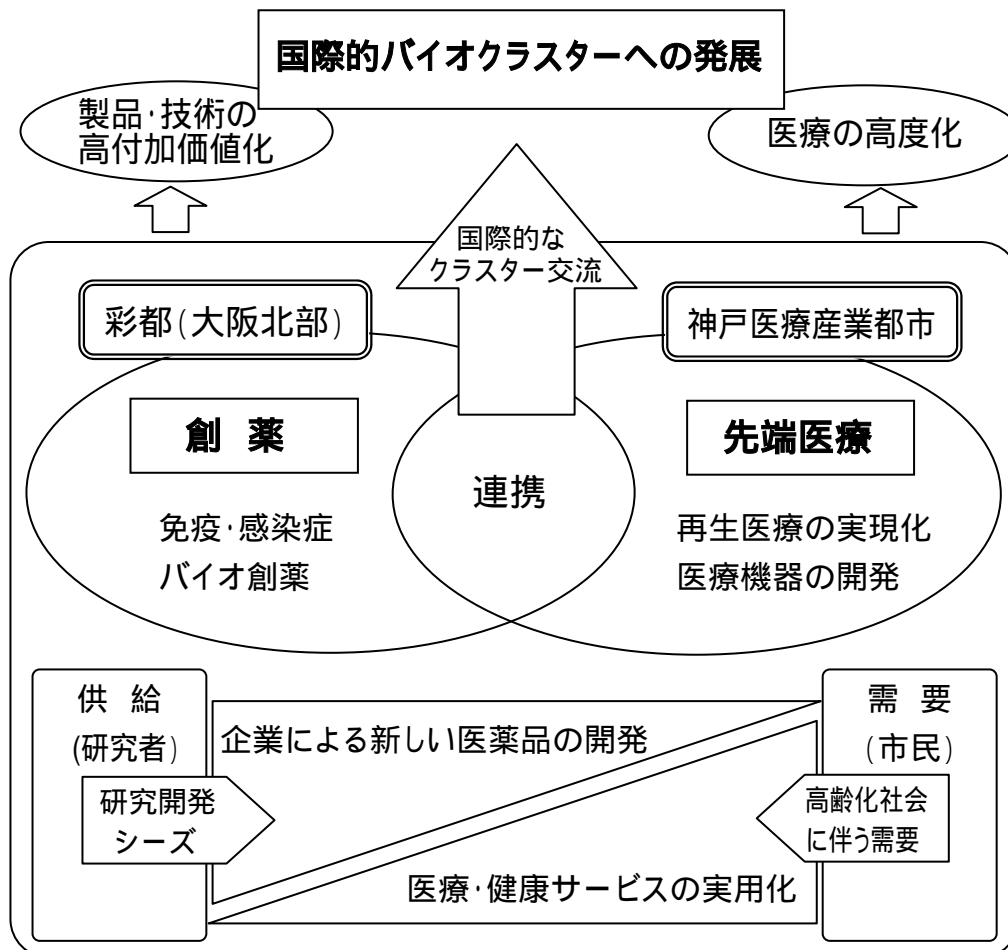 国際的バイオクラスターへの発展
製品・技術の
高付加価値化
医療の高度化
国際的な
クラスター交流
彩都(大阪北部)
神戸医療産業都市
創 薬
先端医療
連携
免疫・感染症
バイオ創薬
再生医療の実現化
医療機器の開発
供 給
(研究者)
研究開発
シーズ
企業による新しい医薬品の開発
需 要
(市民)
高齢化社会
に伴う需要
医療・健康サービスの実用化